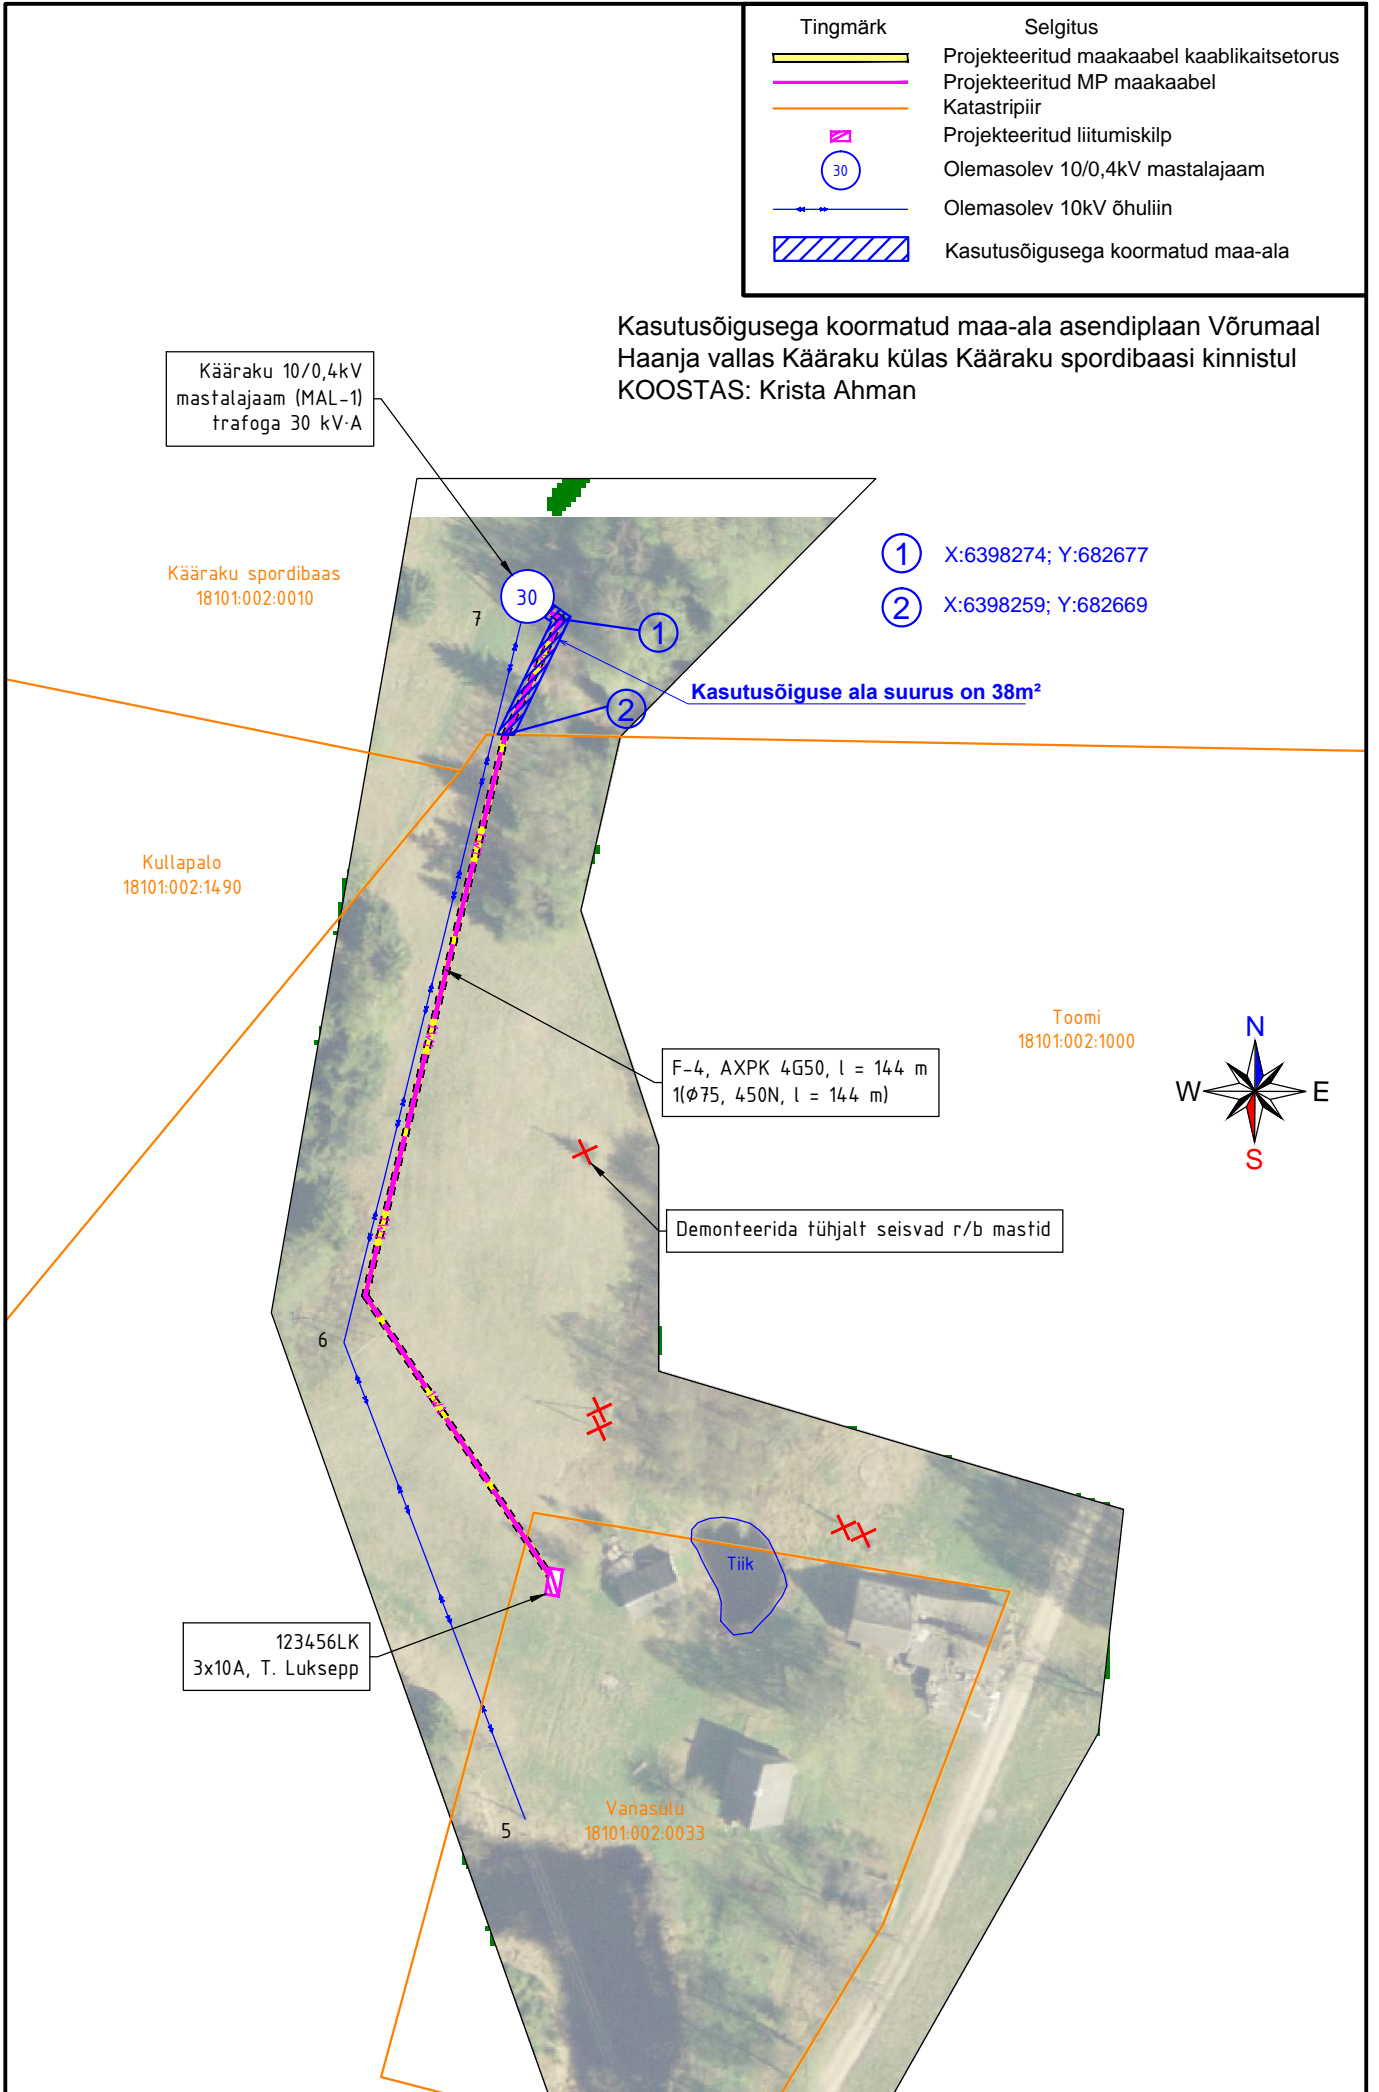 Tingmärk Selgitus
Projekteeritud maakaabel kaablikaitsetorus
Projekteeritud MP maakaabel
Katastripiir
Projekteeritud liitumiskilp
30 Olemasolev 10/0,4kV mastalajaam
Olemasolev 10kV õhuliin
Kasutusõigusega koormatud maa-ala
Kasutusõigusega koormatud maa-ala asendiplaan Võrumaal
Haanja vallas Kääraku külas Kääraku spordibaasi kinnistul
KOOSTAS: Krista Ahman
Kääraku 10/0,4kV
mastalajaam (MAL-1)
trafoga 30 kV·A
1 X:6398274; Y:682677
2 X:6398259; Y:682669
Kääraku spordibaas
18101:002:0010
30
7
1
Kasutusõiguse ala suurus on 38m²
2
Kullapalo
18101:002:1490
Toomi
18101:002:1000
N
W E
S
F-4, AXPK 4G50, l = 144 m
1(Ø75, 450N, l = 144 m)
Demonteerida tühjalt seisvad r/b mastid
6
Tiik
123456LK
3x10A, T. Luksepp
Vanasulu
18101:002:0033
5